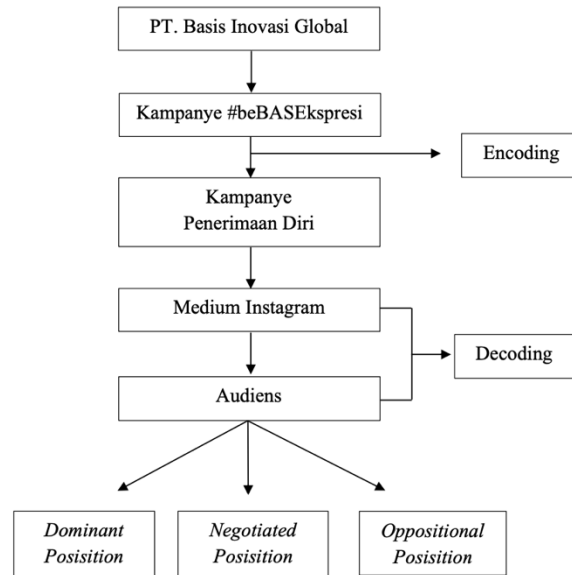 PT. Basis Inovasi Global
Kampanye #beBASEkspresi
Encoding
Kampanye
Penerimaan Diri
Medium Instagram
Decoding
Audiens
Dominant
Posisition
Negotiated
Posisition
Oppositional
Posisition